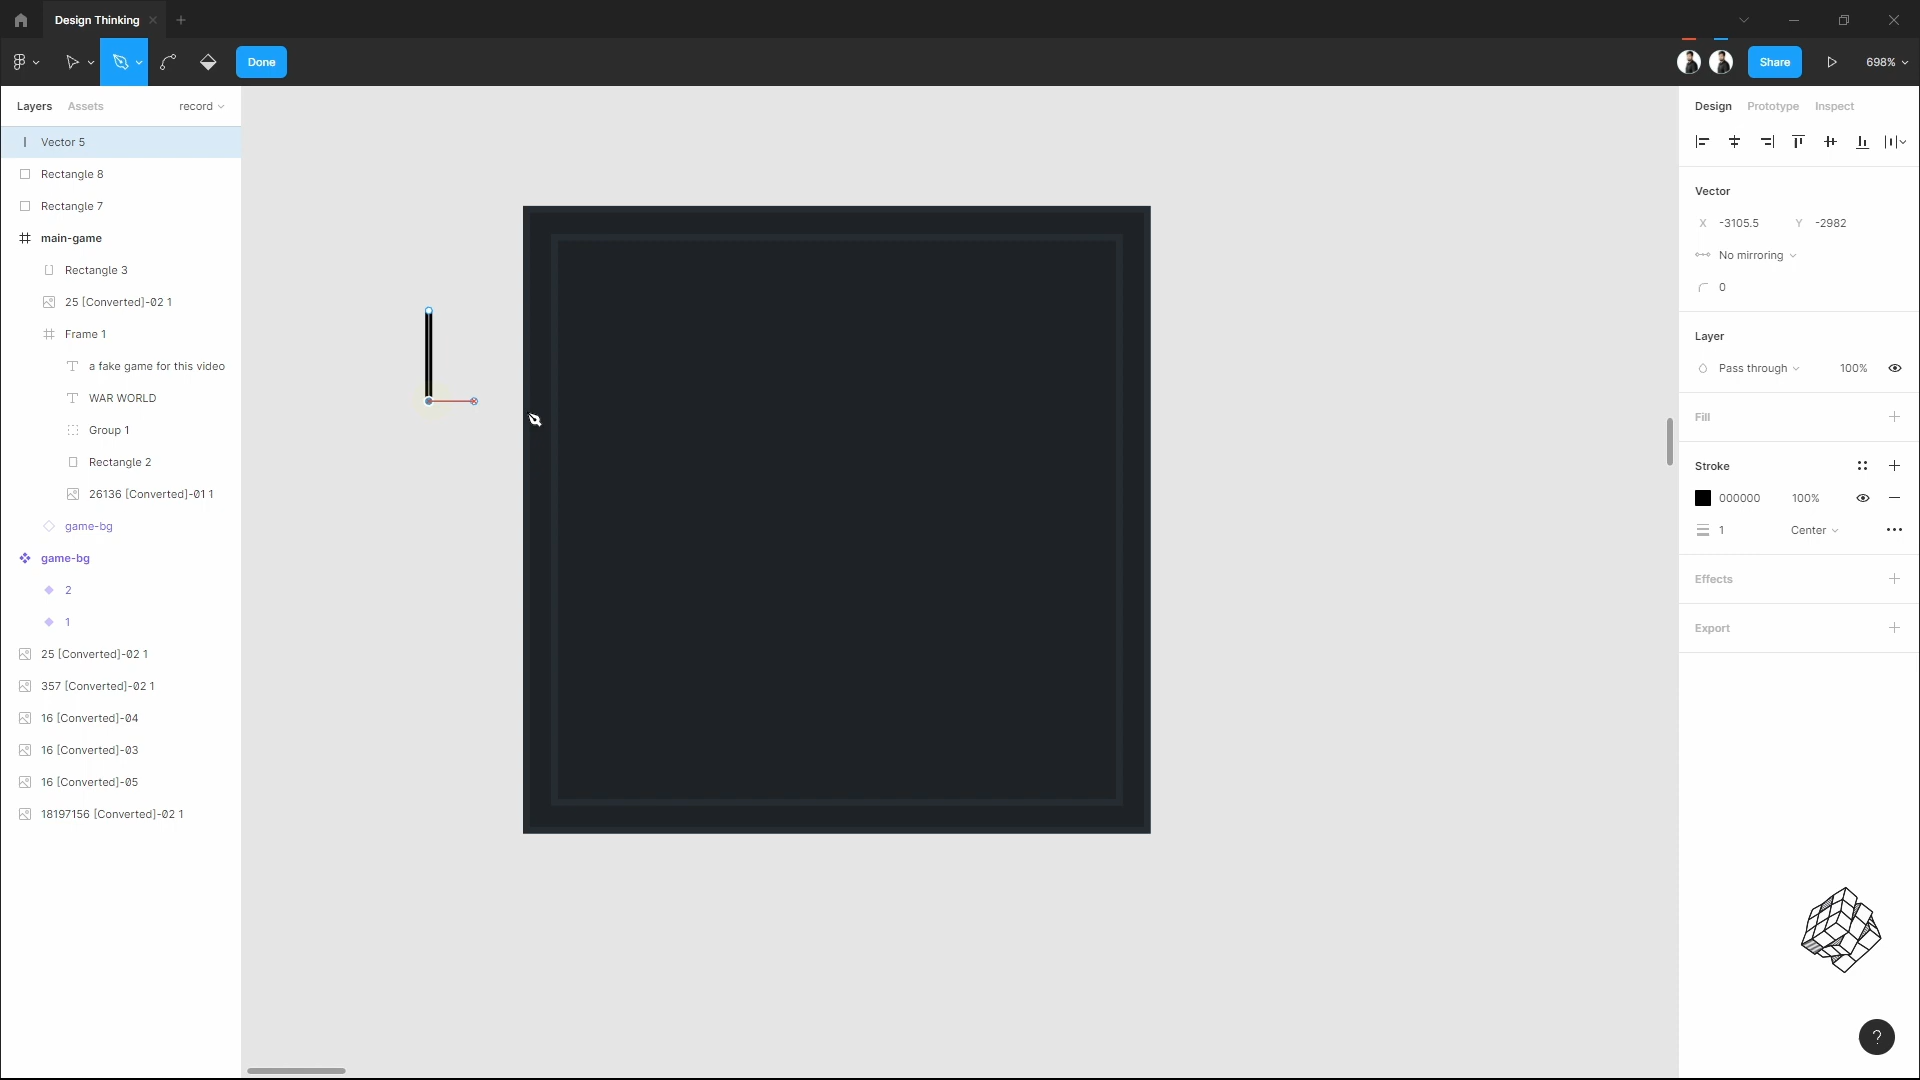 Design Thinking
Done
Share
698%
Layers
Assets
record
Design
Prototype
Inspect
Vector 5
Rectangle 8
Rectangle 7
main-game
Rectangle 3
25 [Converted]-02 1
Frame 1
a fake game for this video
WAR WORLD
Group 1
Rectangle 2
26136 [Converted]-01 1
game-bg
game-bg
2
1
25 [Converted]-02 1
357 [Converted]-02 1
16 [Converted]-04
16 [Converted]-03
16 [Converted]-05
18197156 [Converted]-02 1
Vector
X -3105.5 Y -2982
No mirroring
0
Layer
Pass through 100%
Fill
Stroke
000000 100%
1 Center
Effects
Export
?